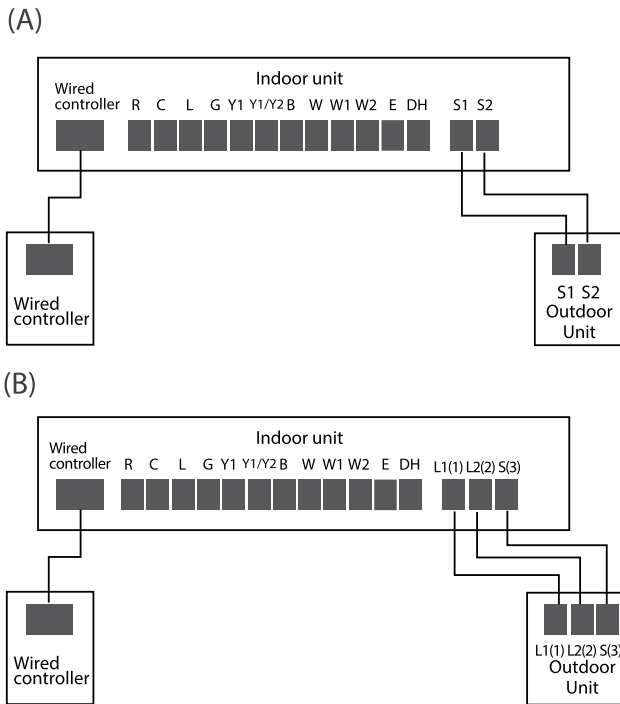 (A)
Indoor unit
Wired
controller
R C L G Y1 Y1/Y2 B W W1 W2 E DH S1 S2
Wired
controller
S1 S2
Outdoor
Unit
(B)
Indoor unit
Wired
controller
R C L G Y1 Y1/Y2 B W W1 W2 E DH L1(1) L2(2) S(3)
Wired
controller
L1(1) L2(2) S(3)
Outdoor
Unit